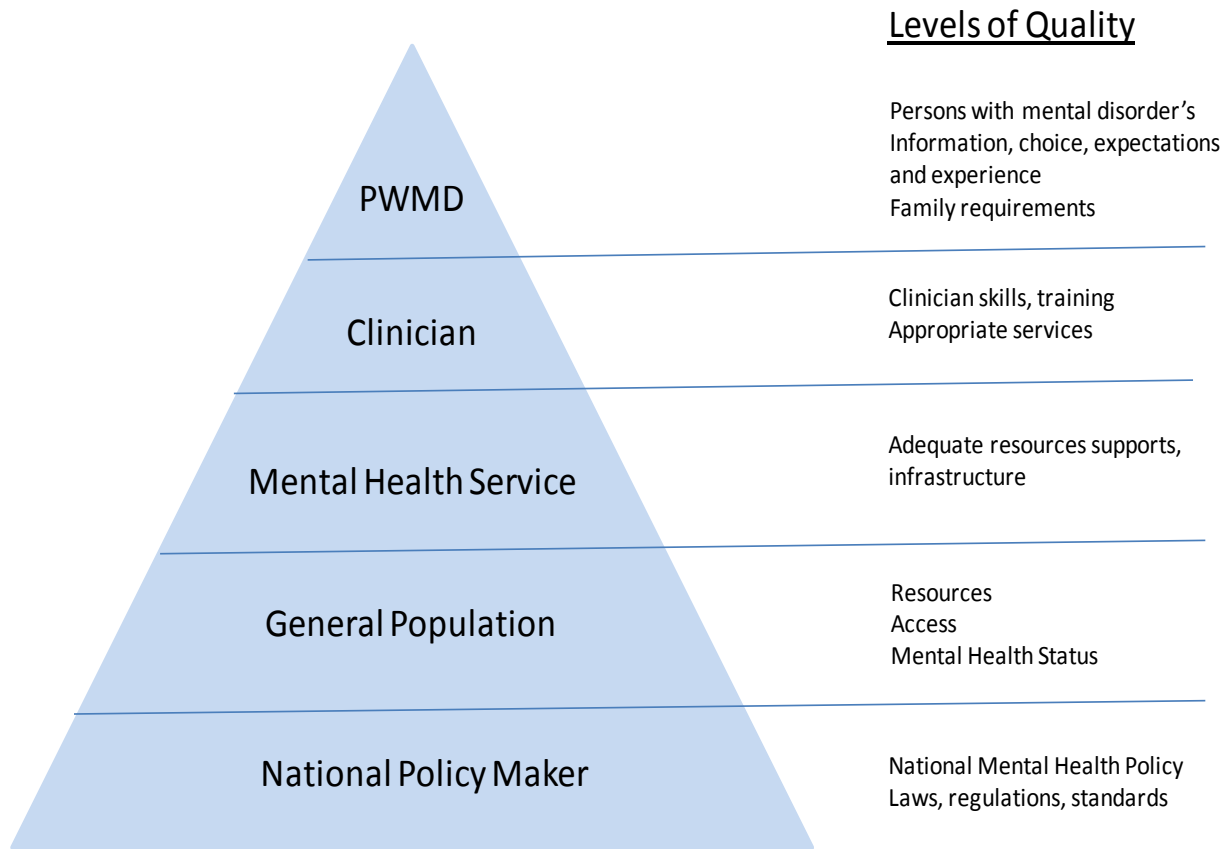 Levels of Quality
Persons with mental disorder's
Information, choice, expectations
and experience
Family requirements
PWMD
Clinician skills, training
Appropriate services
Clinician
Adequate resources supports,
infrastructure
Mental Health Service
Resources
Access
Mental Health Status
General Population
National Mental Health Policy
Laws, regulations, standards
National Policy Maker